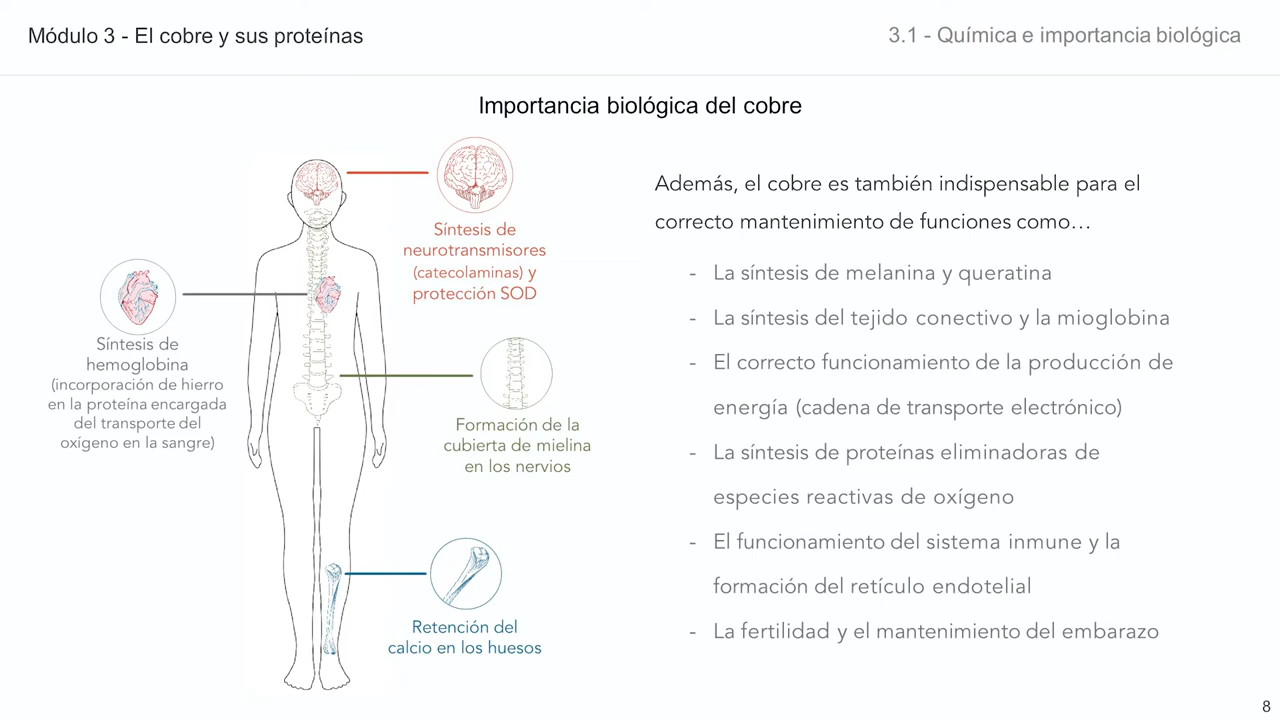 Módulo 3 - El cobre y sus proteínas
3.1 - Química e importancia biológica
Importancia biológica del cobre
Síntesis de
neurotransmisores
(catecolaminas) y
protección SOD
Síntesis de
hemoglobina
(incorporación de hierro
en la proteína encargada
del transporte del
oxígeno en la sangre)
Formación de la
cubierta de mielina
en los nervios
Retención del
calcio en los huesos
Además, el cobre es también indispensable para el
correcto mantenimiento de funciones como…
- La síntesis de melanina y queratina
- La síntesis del tejido conectivo y la mioglobina
- El correcto funcionamiento de la producción de
energía (cadena de transporte electrónico)
- La síntesis de proteínas eliminadoras de
especies reactivas de oxígeno
- El funcionamiento del sistema inmune y la
formación del retículo endotelial
- La fertilidad y el mantenimiento del embarazo
8